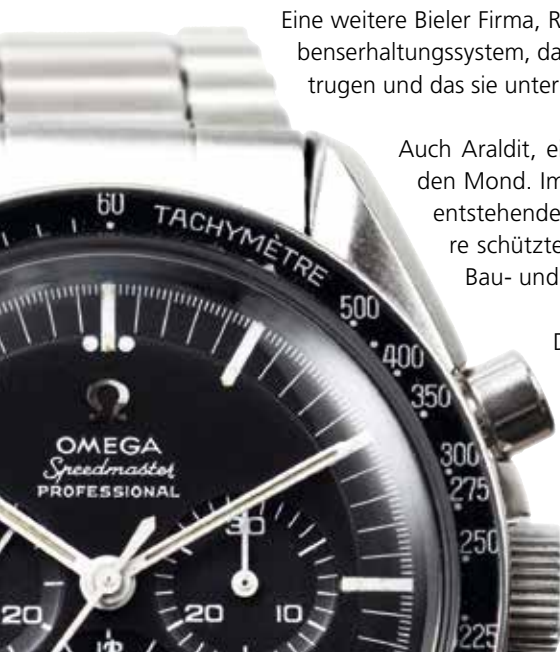 Eine weitere Bieler Firma, R
benserhaltungssystem, da
trugen und das sie unter
Auch Araldit, e
den Mond. Im
entstehende
re schützte
Bau- und
D
60 TACHYMÈTRE
500
400
350
300
275
250
225
OMEGA
Speedmaster
PROFESSIONAL
30
20
20 10